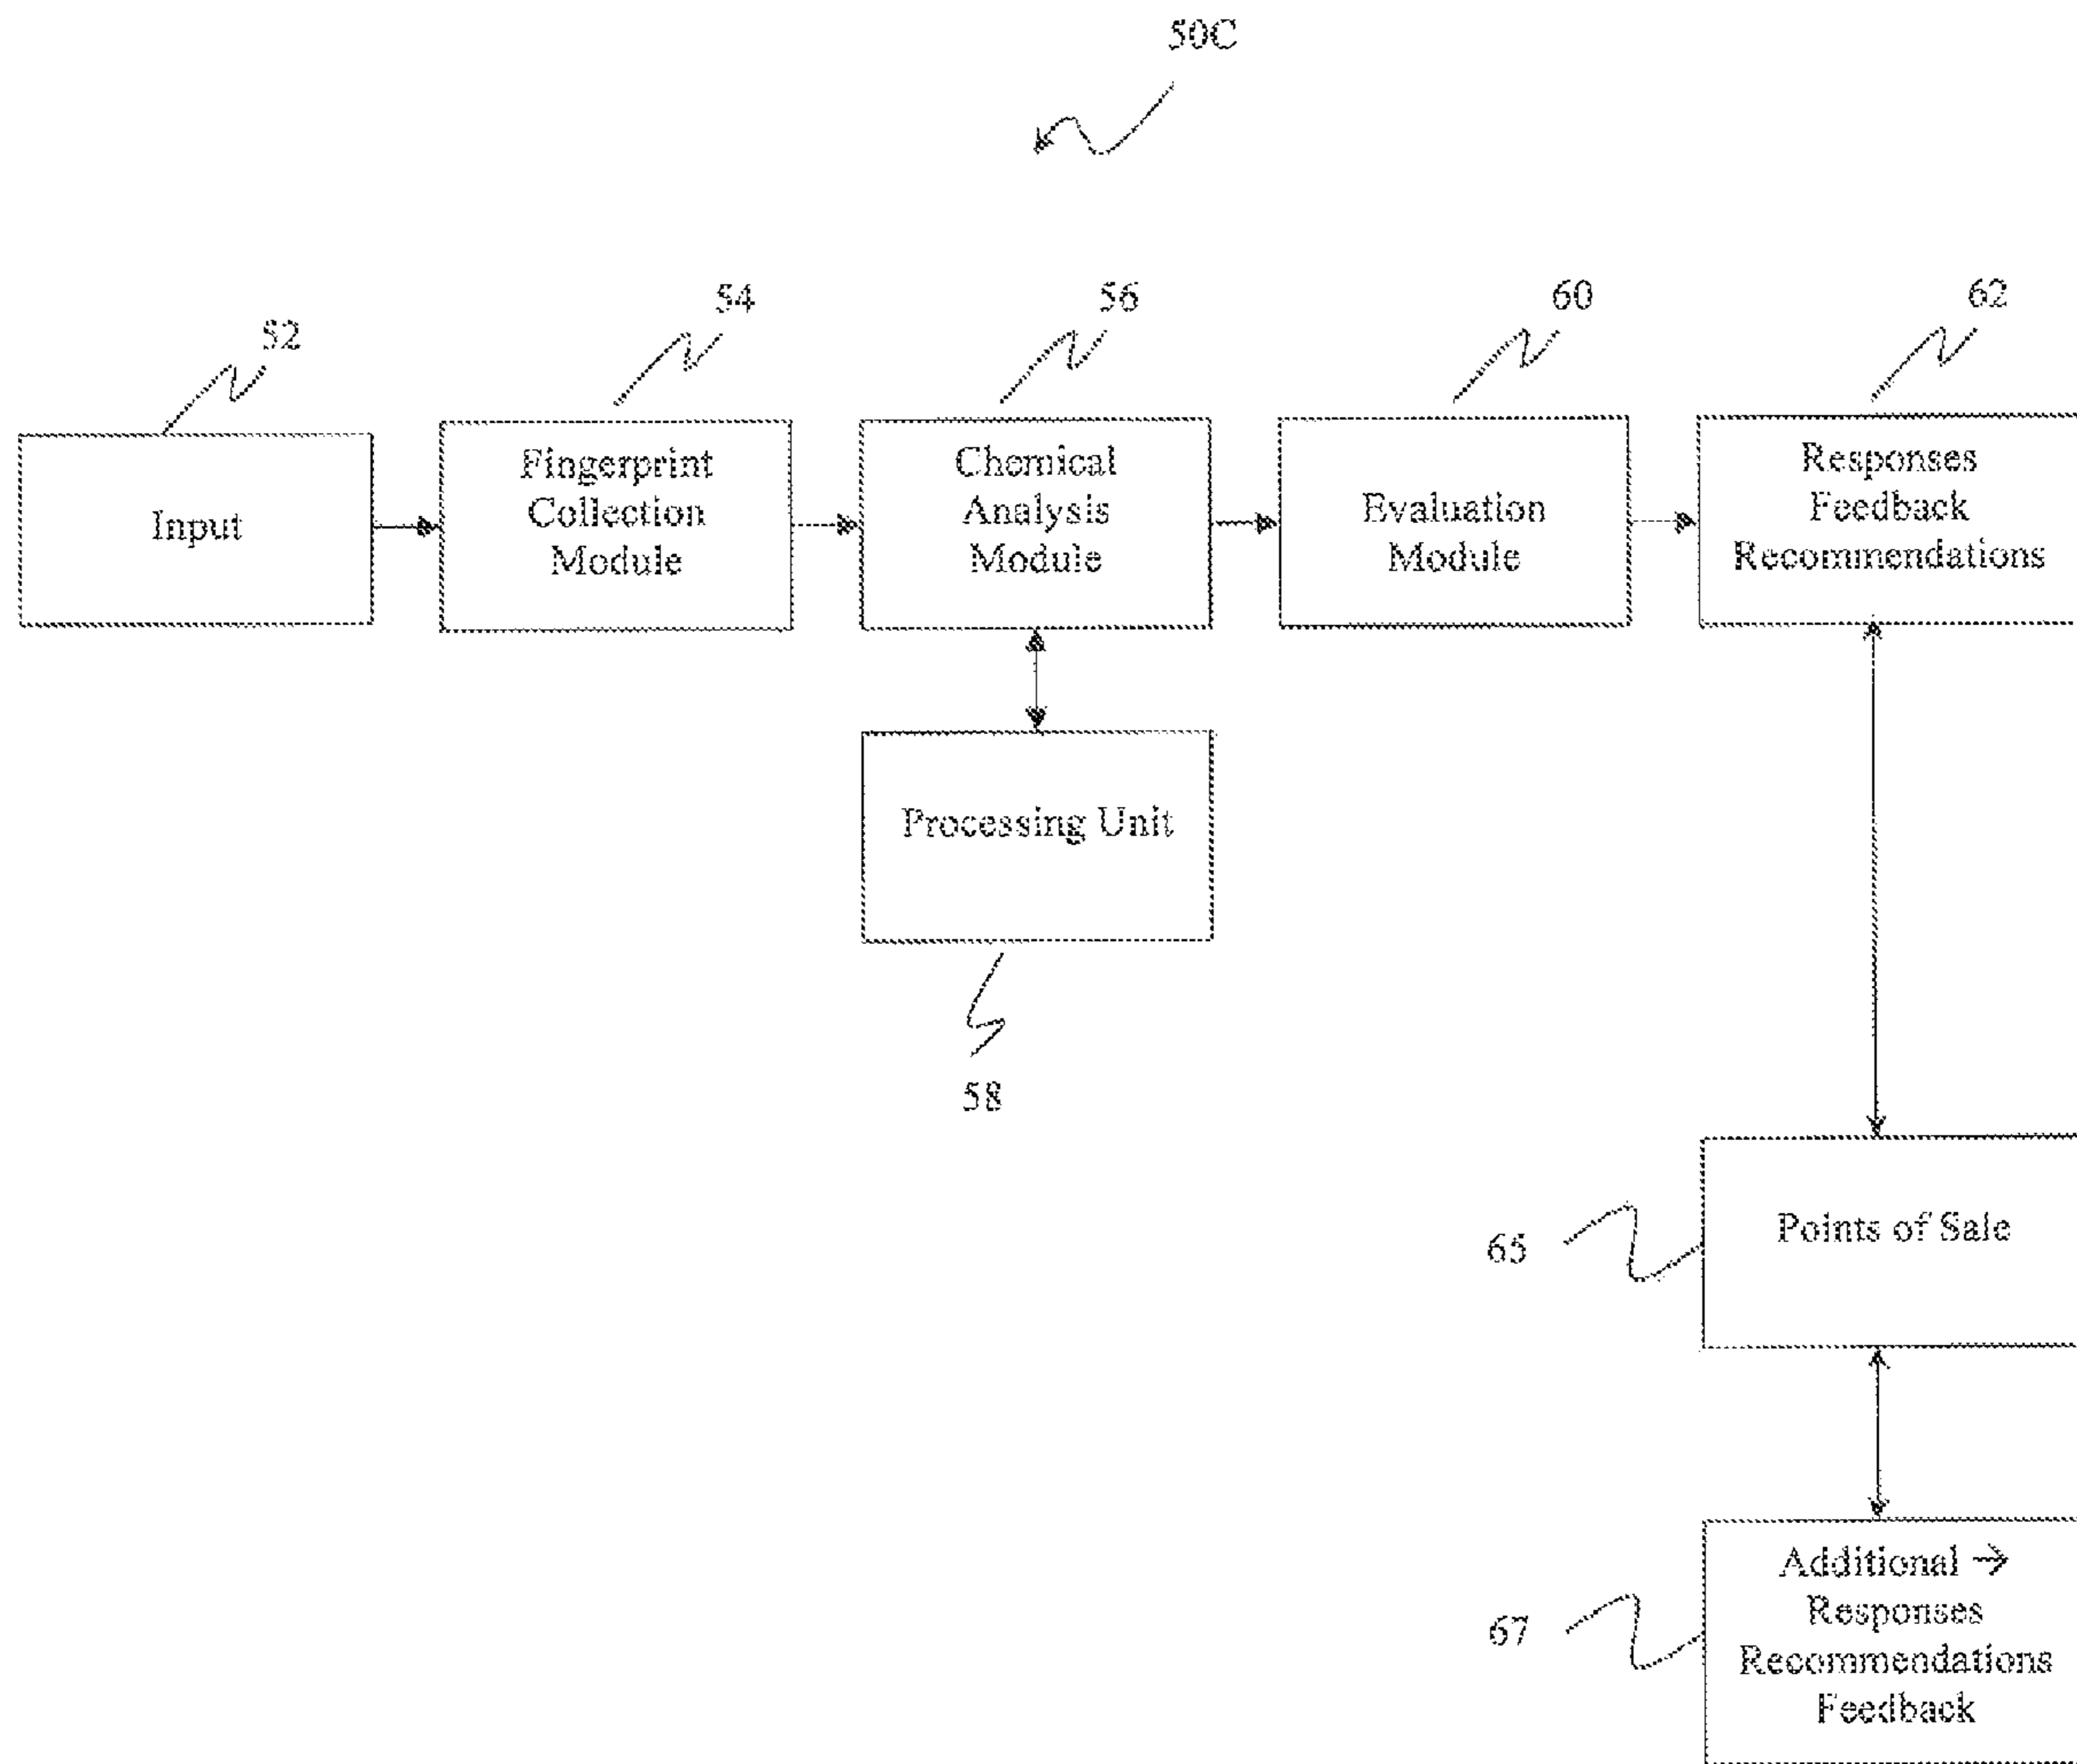 50C
52
54
56
60
62
Input
Fingerprint
Collection
Module
Chemical
Analysis
Module
Evaluation
Module
Responses
Feedback
Recommendations
Processing Unit
58
65
Points of Sale
67
Additional →
Responses
Recommendations
Feedback